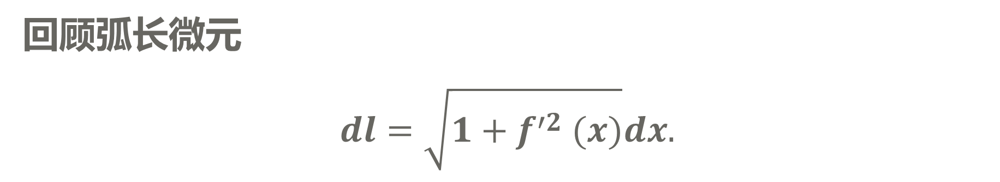 回顾弧长微元
dl = √(1 + f′² (x)) dx.